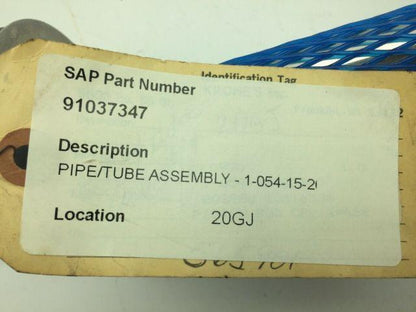 Identification Tag
SAP Part Number
91037347
Description
PIPE/TUBE ASSEMBLY - 1-054-15-2
Location 20GJ